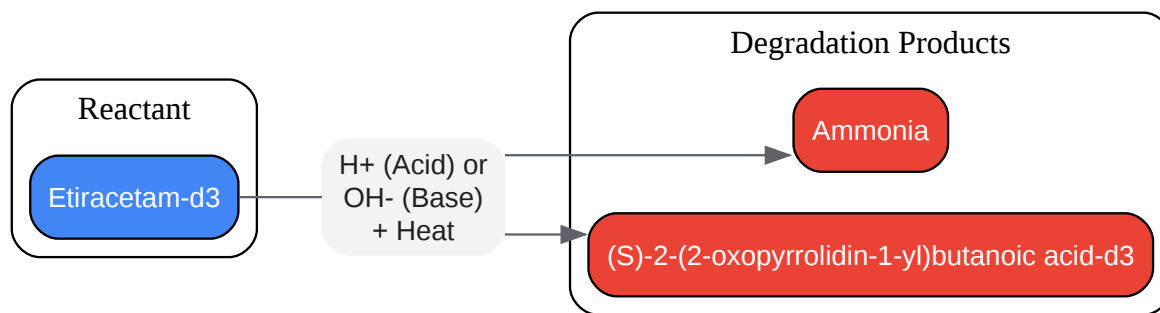 Degradation Products
Reactant
Ammonia
Etiracetam-d3
H+ (Acid) or
OH- (Base)
+ Heat
(S)-2-(2-oxopyrrolidin-1-yl)butanoic acid-d3